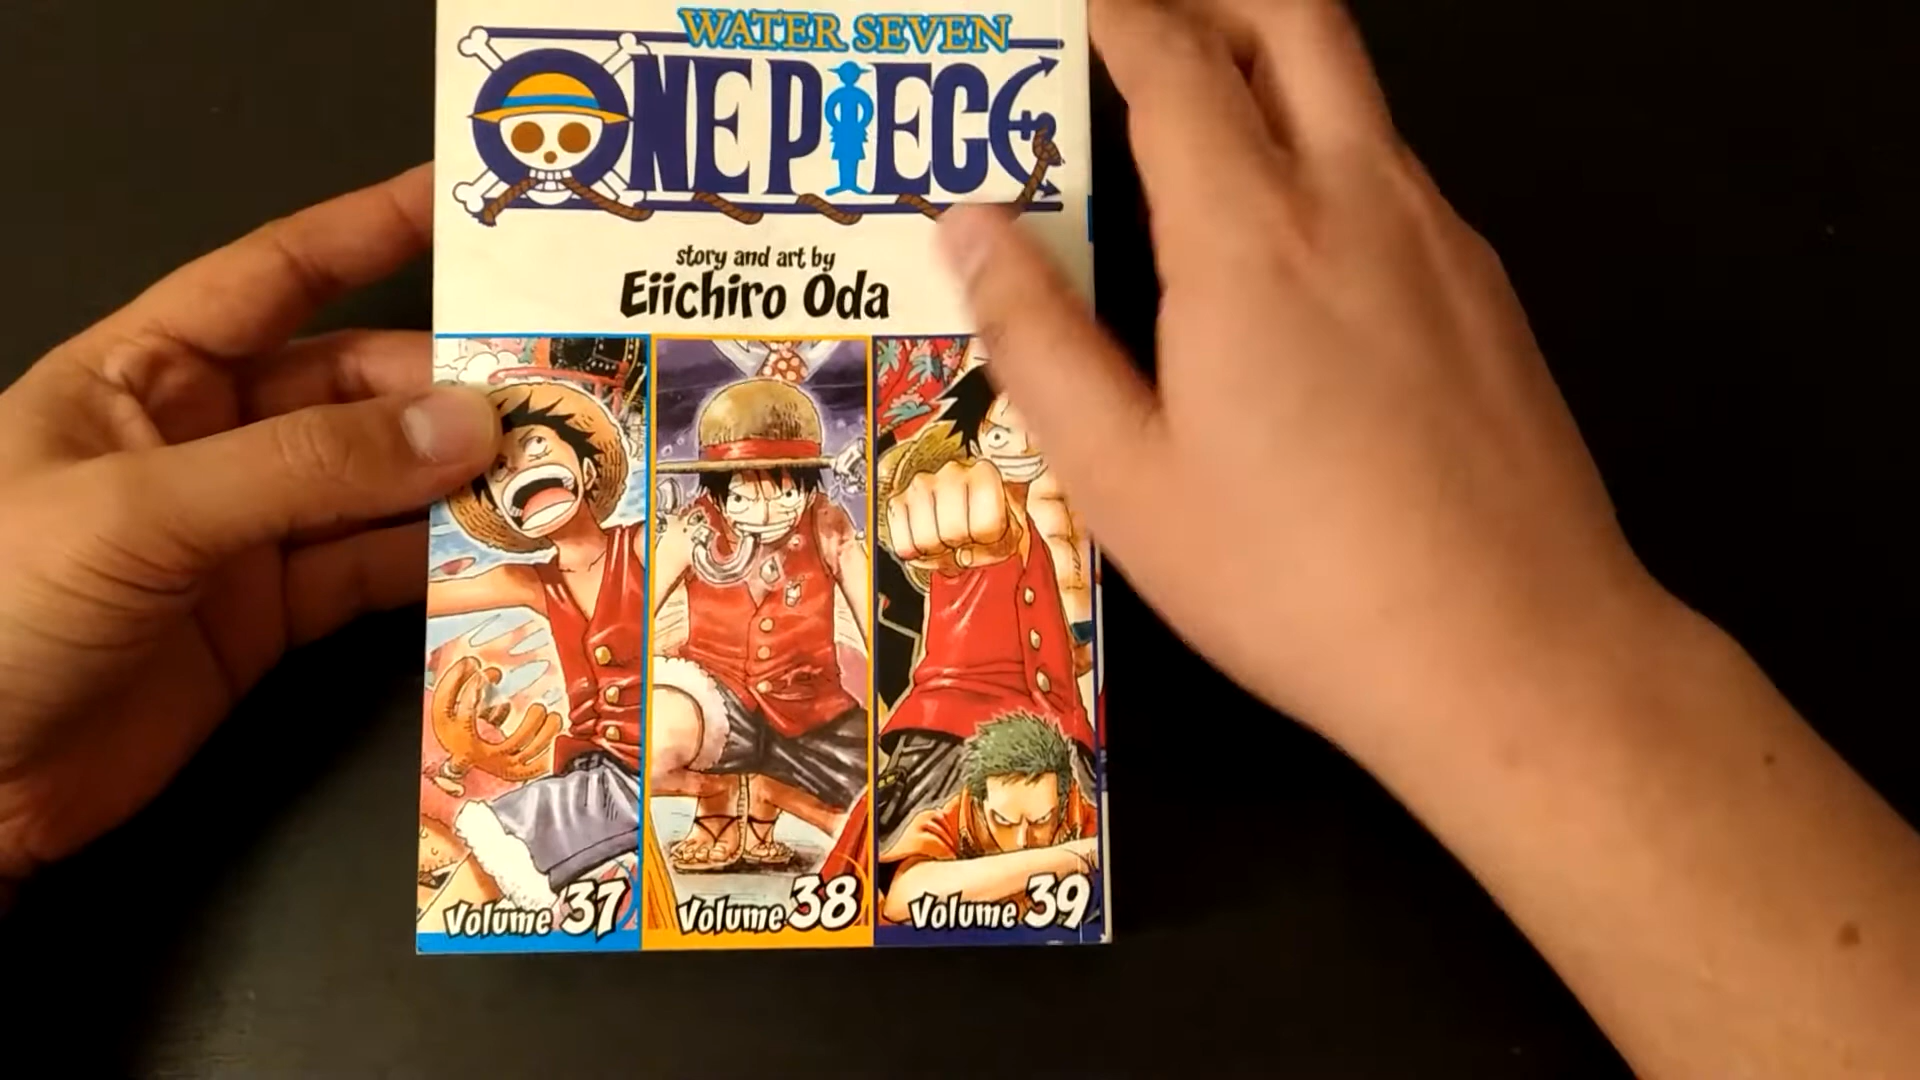 WATER SEVEN
ONE PIECE
story and art by
Eiichiro Oda
Volume 37
Volume 38
Volume 39